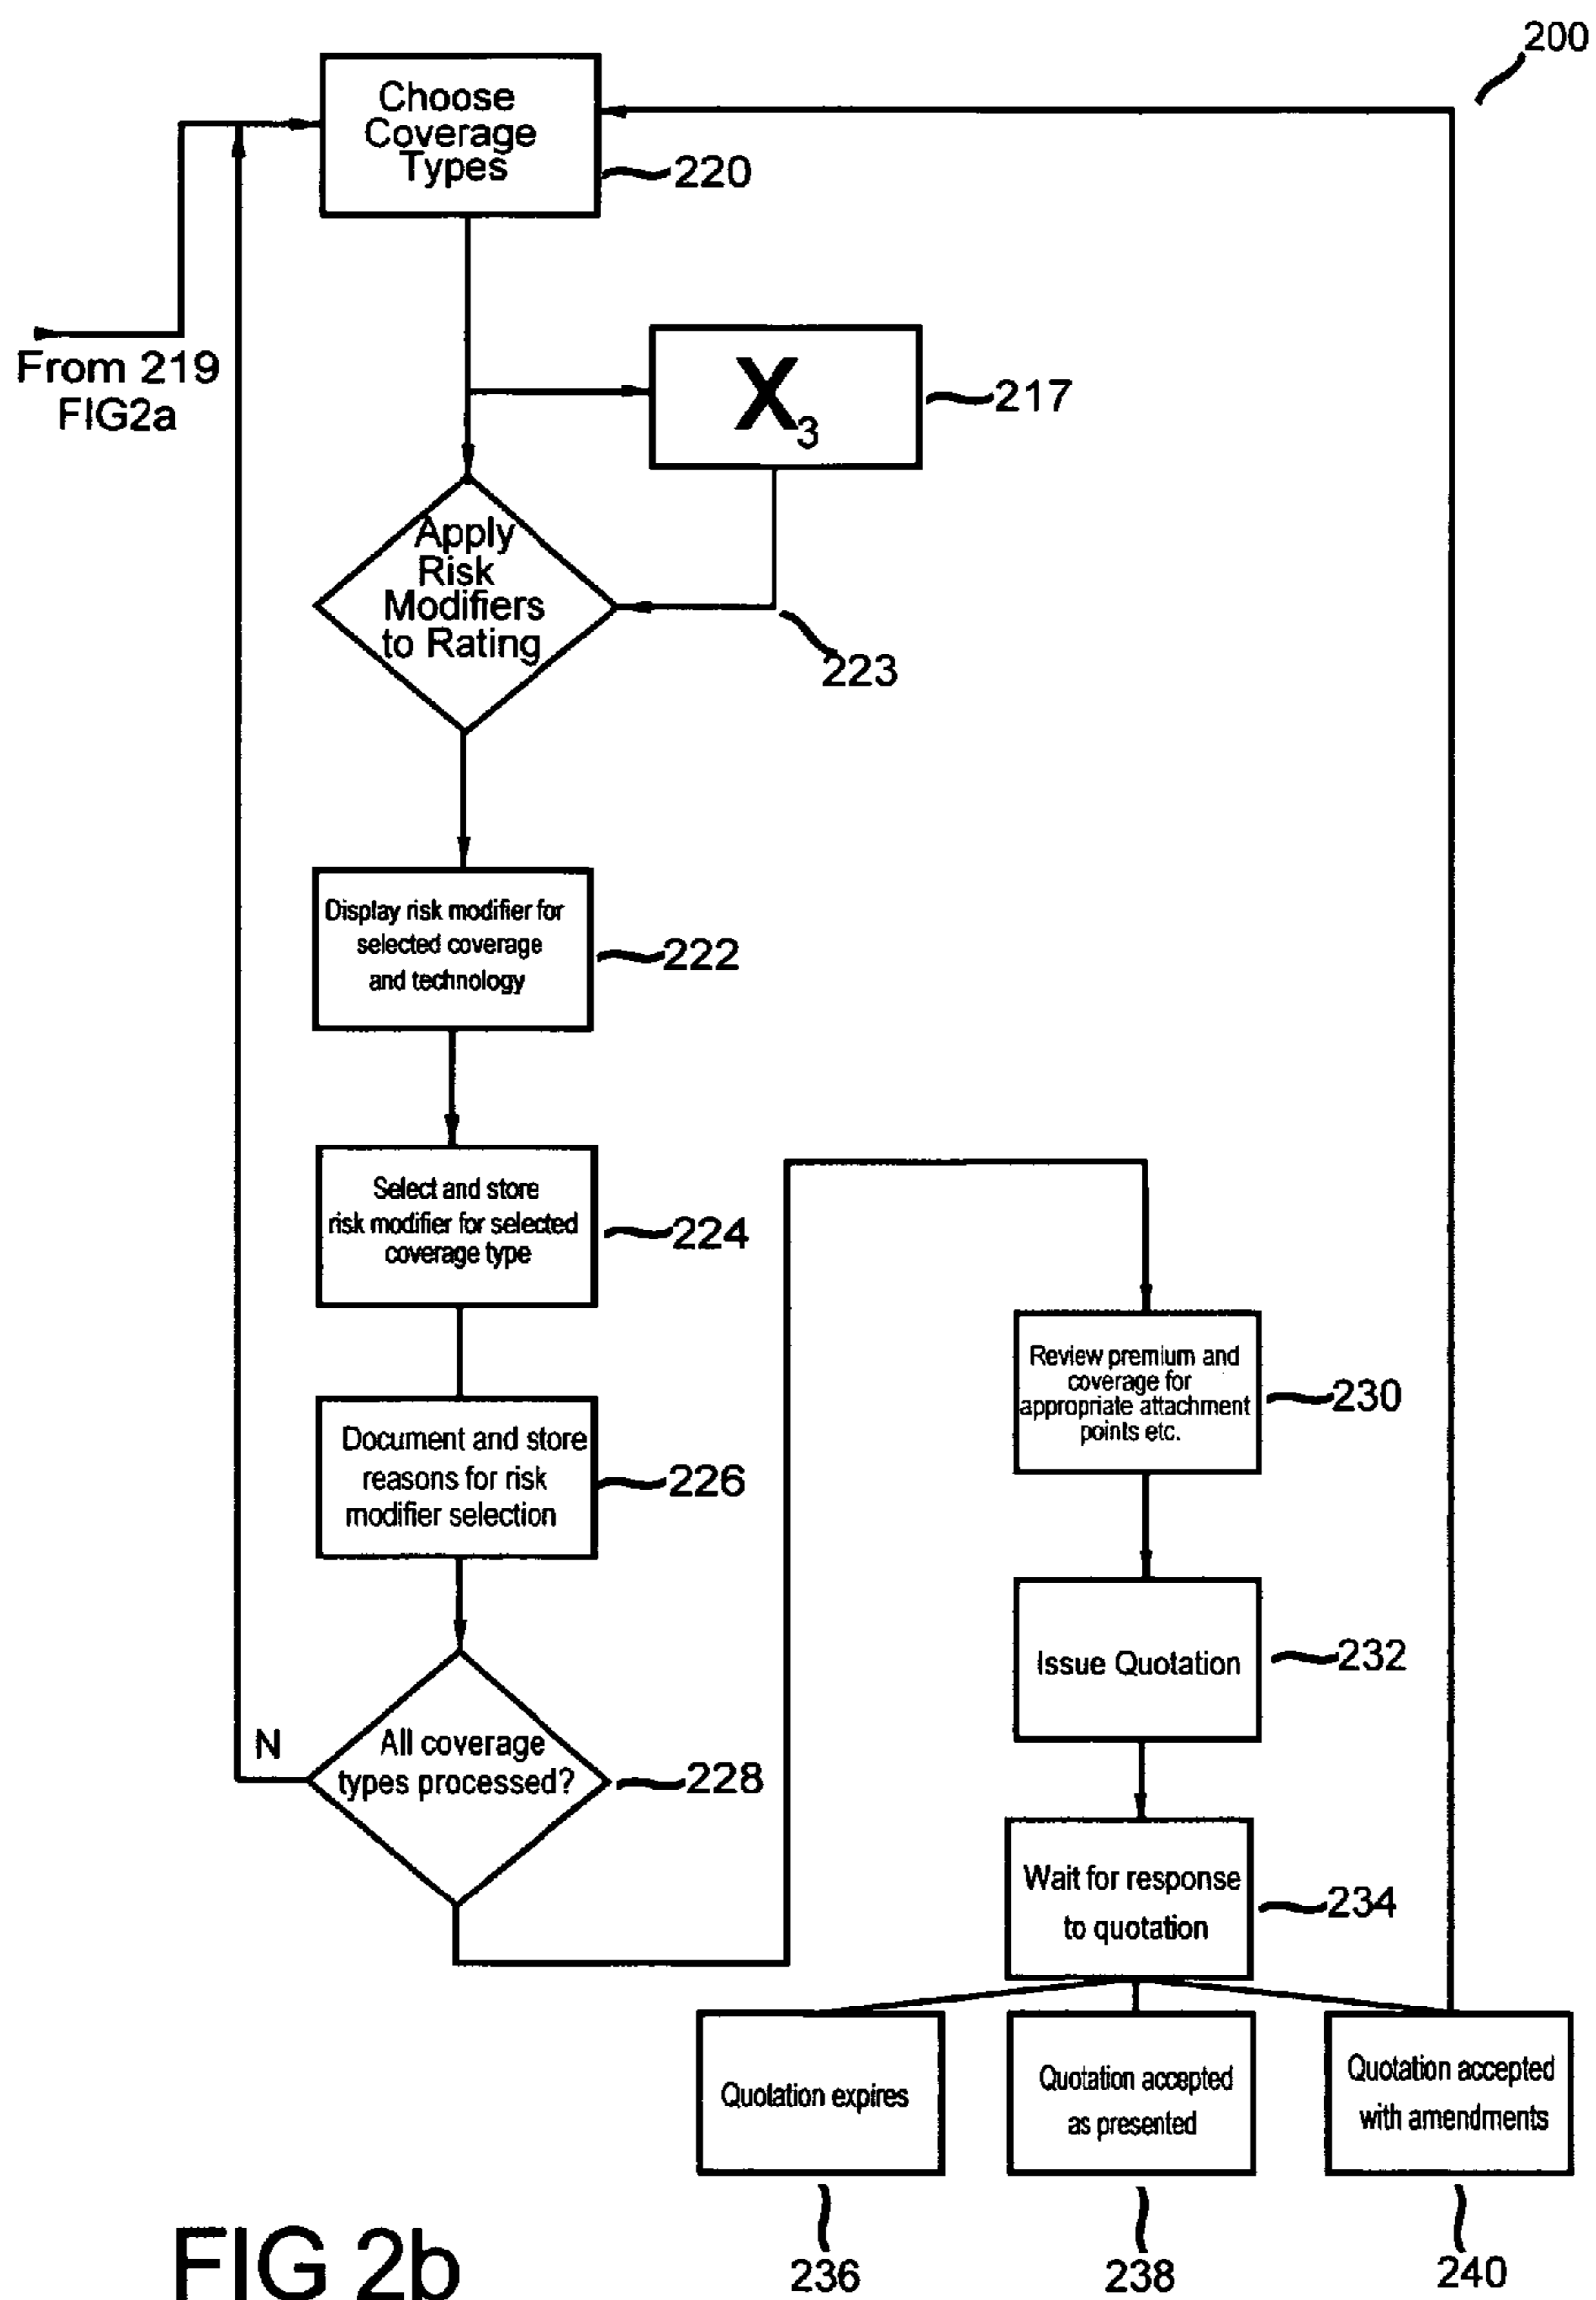 200
Choose
Coverage
Types
220
From 219
FIG2a
X3
217
Apply
Risk
Modifiers
to Rating
223
Display risk modifier for
selected coverage
and technology
222
Select and store
risk modifier for selected
coverage type
224
Document and store
reasons for risk
modifier selection
226
N
All coverage
types processed?
228
Review premium and
coverage for
appropriate attachment
points etc.
230
Issue Quotation
232
Wait for response
to quotation
234
Quotation expires
236
Quotation accepted
as presented
238
Quotation accepted
with amendments
240
FIG 2b